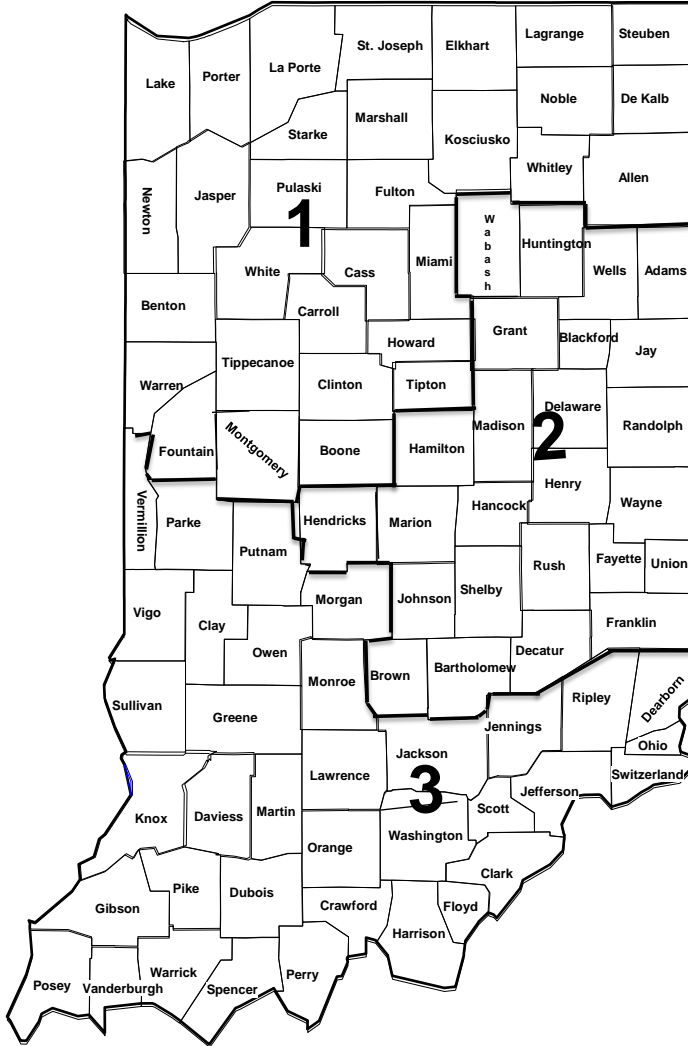 Lagrange
Steuben
St. Joseph
Elkhart
La Porte
Porter
Lake
Noble
De Kalb
Marshall
Starke
Kosciusko
Whitley
Allen
Pulaski
Fulton
Jasper
Newton
1
Wabash
Huntington
Miami
White
Cass
Wells
Adams
Benton
Carroll
Grant
Blackford
Howard
Jay
Tippecanoe
Warren
Clinton
Tipton
Delaware
Madison
2
Randolph
Fountain
Montgomery
Boone
Hamilton
Henry
Hancock
Wayne
Vermillion
Parke
Hendricks
Marion
Putnam
Rush
Fayette
Union
Morgan
Johnson
Shelby
Vigo
Clay
Franklin
Owen
Decatur
Monroe
Brown
Bartholomew
Sullivan
Greene
Ripley
Dearborn
Jennings
Ohio
Jackson
3
Lawrence
Switzerland
Jefferson
Scott
Knox
Daviess
Martin
Washington
Orange
Clark
Pike
Dubois
Crawford
Floyd
Gibson
Harrison
Warrick
Perry
Posey
Vanderburgh
Spencer